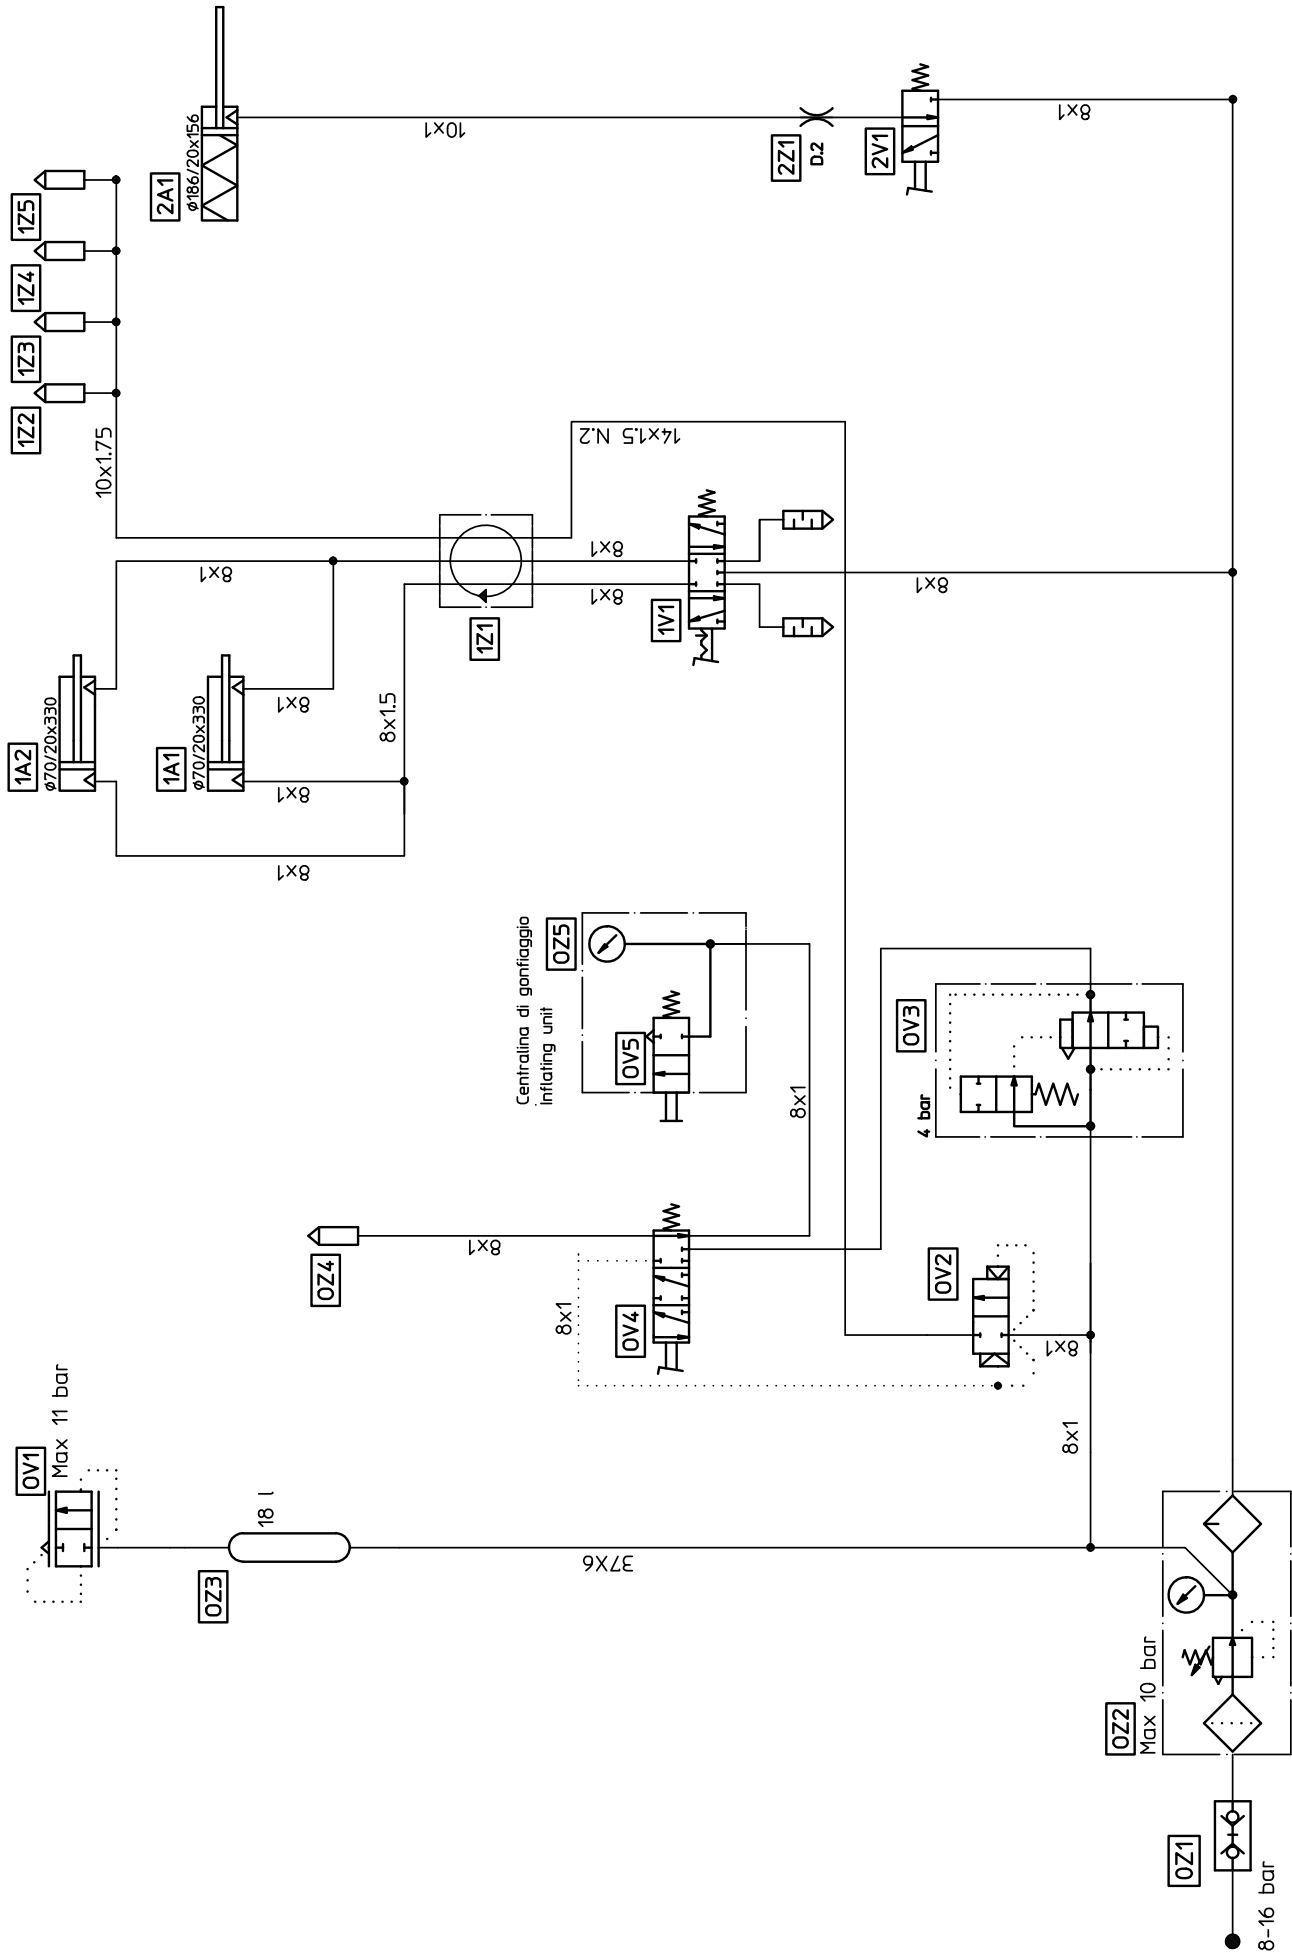 1Z2
1Z3
1Z4
1Z5
10x1.75
2A1
ø186/20x156
10x1
2Z1
D.2
2V1
8x1
1A2
ø70/20x330
8x1
1A1
ø70/20x330
8x1
8x1
8x1
8x1.5
1Z1
14x1.5 N.2
8x1
8x1
1V1
8x1
Centralina di gonfiaggio
Inflating unit
0Z5
0V5
8x1
0V3
4 bar
0Z4
8x1
8x1
0V4
0V2
8x1
8x1
0V1
Max 11 bar
18 l
0Z3
37X6
0Z2
Max 10 bar
0Z1
8-16 bar